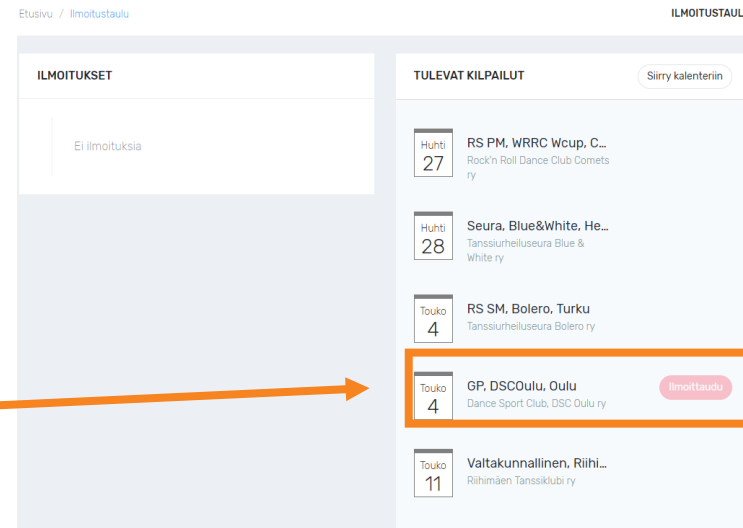 Etusivu / Ilmoitustaulu
ILMOITUSTAUL
ILMOITUKSET
Ei ilmoituksia
TULEVAT KILPAILUT
Siirry kalenteriin
Huhti
27
RS PM, WRRC Wcup, C...
Rock'n Roll Dance Club Comets
ry
Huhti
28
Seura, Blue&White, He...
Tanssiurheiluseura Blue &
White ry
Touko
4
RS SM, Bolero, Turku
Tanssiurheiluseura Bolero ry
Touko
4
GP, DSCOulu, Oulu
Dance Sport Club, DSC Oulu ry
Ilmoittaudu
Touko
11
Valtakunnallinen, Riihi...
Riihimäen Tanssiklubi ry